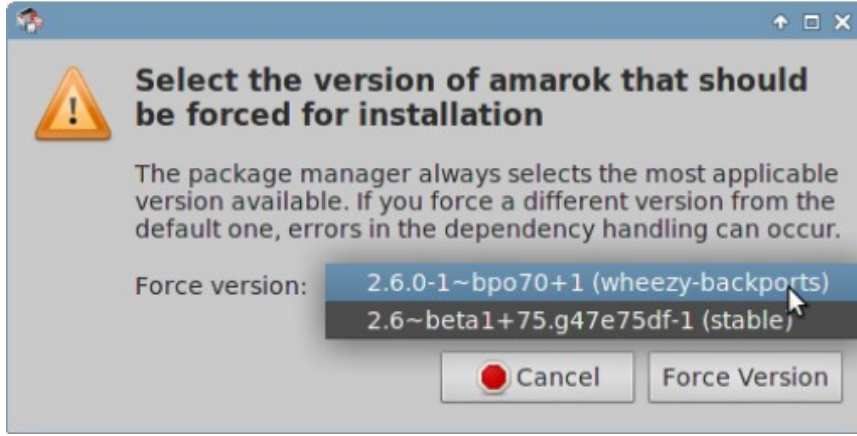 Select the version of amarok that should
be forced for installation
The package manager always selects the most applicable
version available. If you force a different version from the
default one, errors in the dependency handling can occur.
Force version: 2.6.0-1~bpo70+1 (wheezy-backports)
2.6~beta1+75.g47e75df-1 (stable)
Cancel Force Version